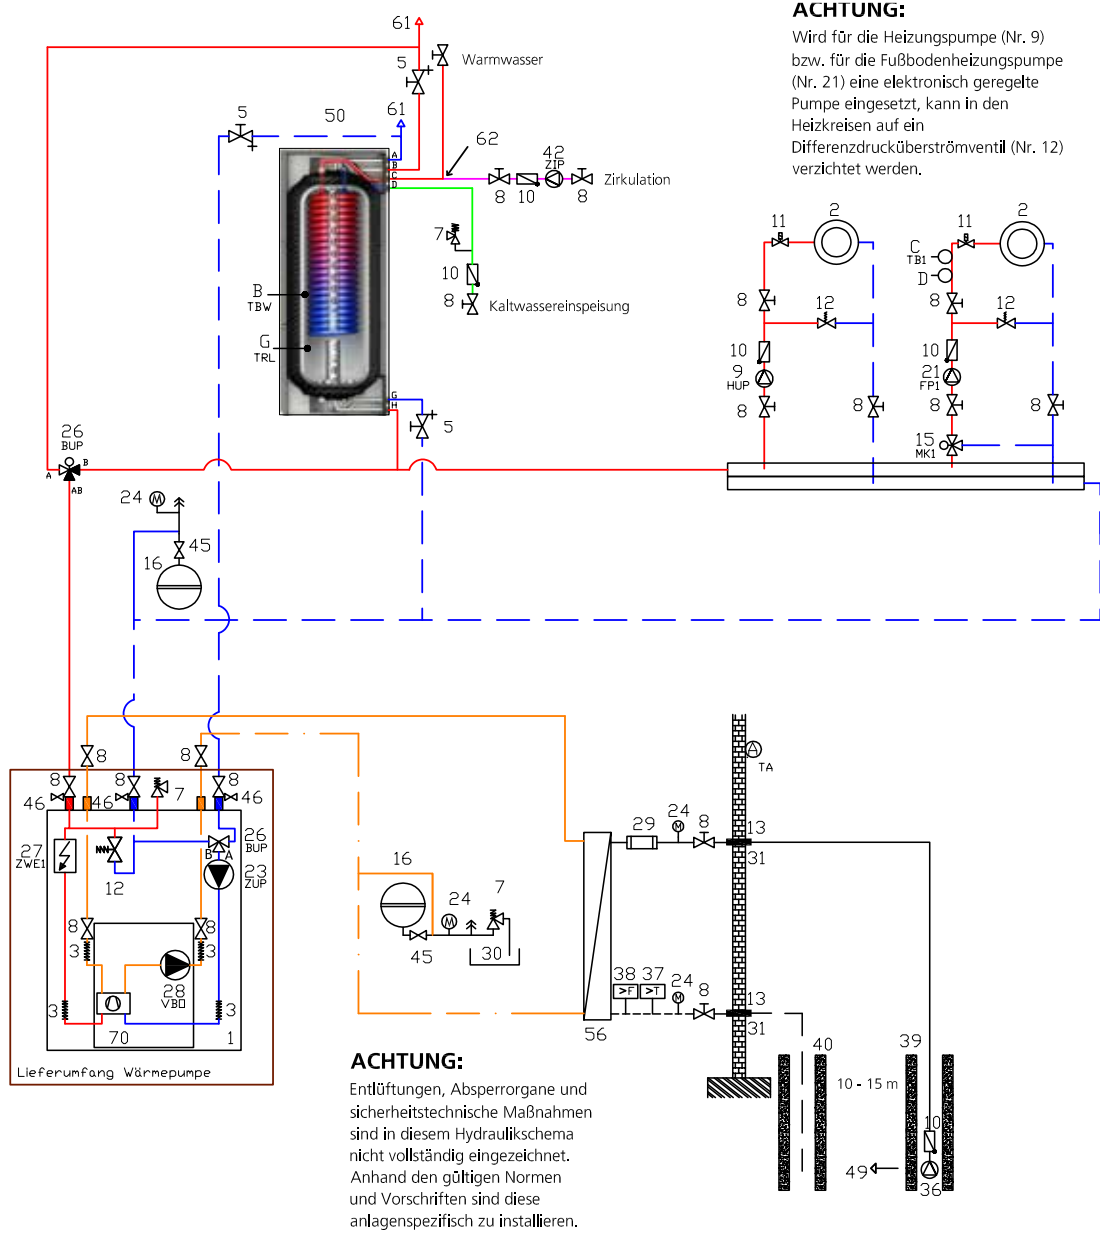 ACHTUNG:
Wird für die Heizungspumpe (Nr. 9)
bzw. für die Fußbodenheizungspumpe
(Nr. 21) eine elektronisch geregelte
Pumpe eingesetzt, kann in den
Heizkreisen auf ein
Differenzdrucküberströmventil (Nr. 12)
verzichtet werden.
61
5
Warmwasser
5
50
61
62
42
ZIP
Zirkulation
8
10
8
A
B
C
D
7
10
8
Kaltwassereinspeisung
B
TBW
G
TRL
G
H
5
11
2
11
2
C
TB1
D
8
12
8
12
10
10
9
HUP
21
FP1
8
8
8
8
15
MK1
26
BUP
A
B
AB
24 M
45
16
8
8
8
8
7
46
46
46
27
ZWE1
12
B A
26
BUP
23
ZUP
8
8
3
3
28
VBO
3
3
70
1
Lieferumfang Wärmepumpe
16
24
M
7
45
30
A
TA
29
24
M
8
13
31
38
37
24
>F
>T
M
8
13
31
56
40
39
10 - 15 m
10
49
36
ACHTUNG:
Entlüftungen, Absperrorgane und
sicherheitstechnische Maßnahmen
sind in diesem Hydraulikschema
nicht vollständig eingezeichnet.
Anhand den gültigen Normen
und Vorschriften sind diese
anlagenspezifisch zu installieren.